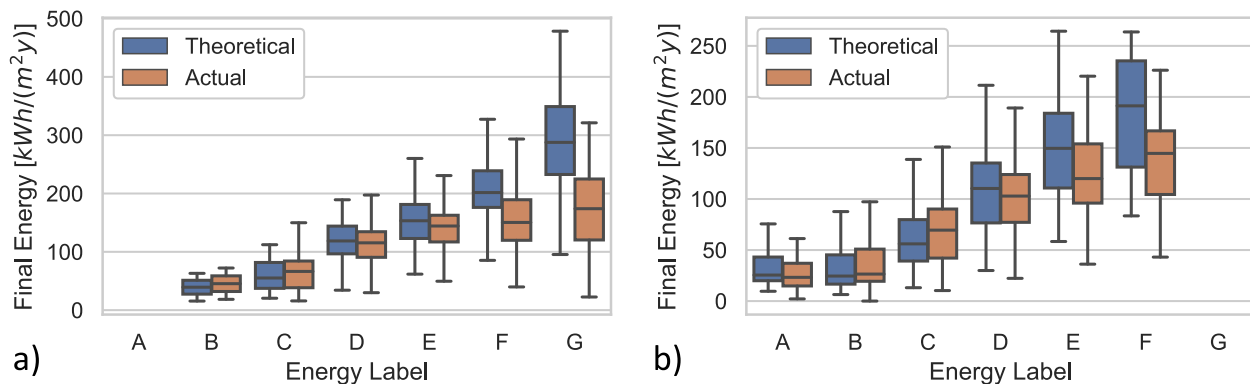 500
400
300
200
100
0
Final Energy [kWh/(m²y)]
Theoretical
Actual
A B C D E F G
Energy Label
a)
250
200
150
100
50
0
Final Energy [kWh/(m²y)]
Theoretical
Actual
A B C D E F G
Energy Label
b)